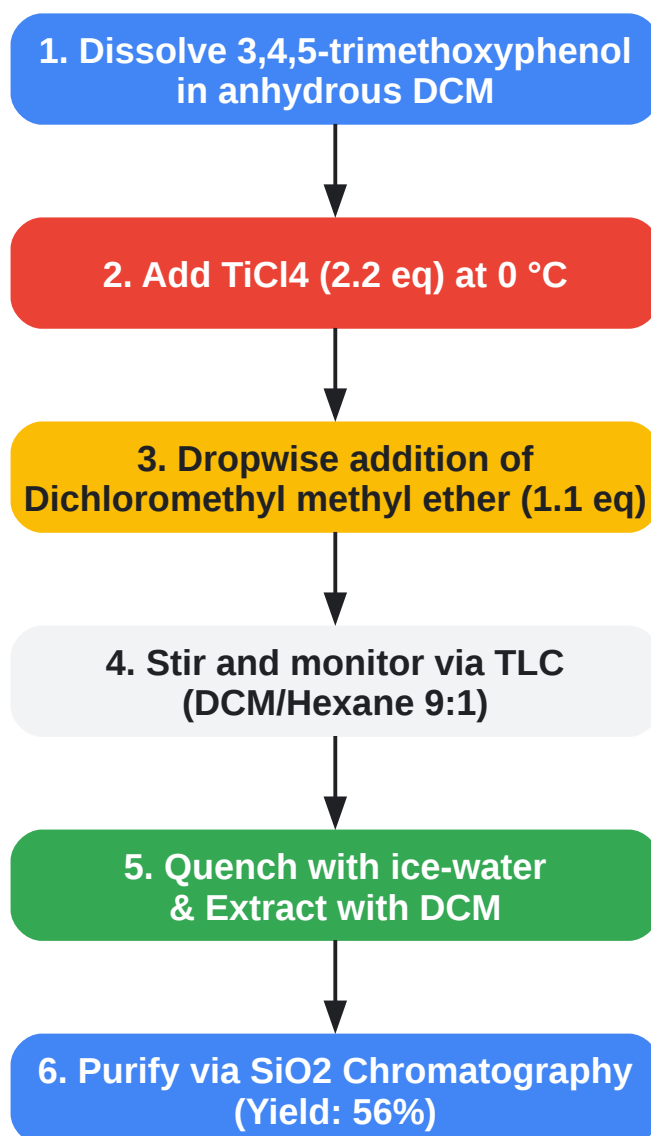 1. Dissolve 3,4,5-trimethoxyphenol
in anhydrous DCM
2. Add TiCl4 (2.2 eq) at 0 °C
3. Dropwise addition of
Dichloromethyl methyl ether (1.1 eq)
4. Stir and monitor via TLC
(DCM/Hexane 9:1)
5. Quench with ice-water
& Extract with DCM
6. Purify via SiO2 Chromatography
(Yield: 56%)